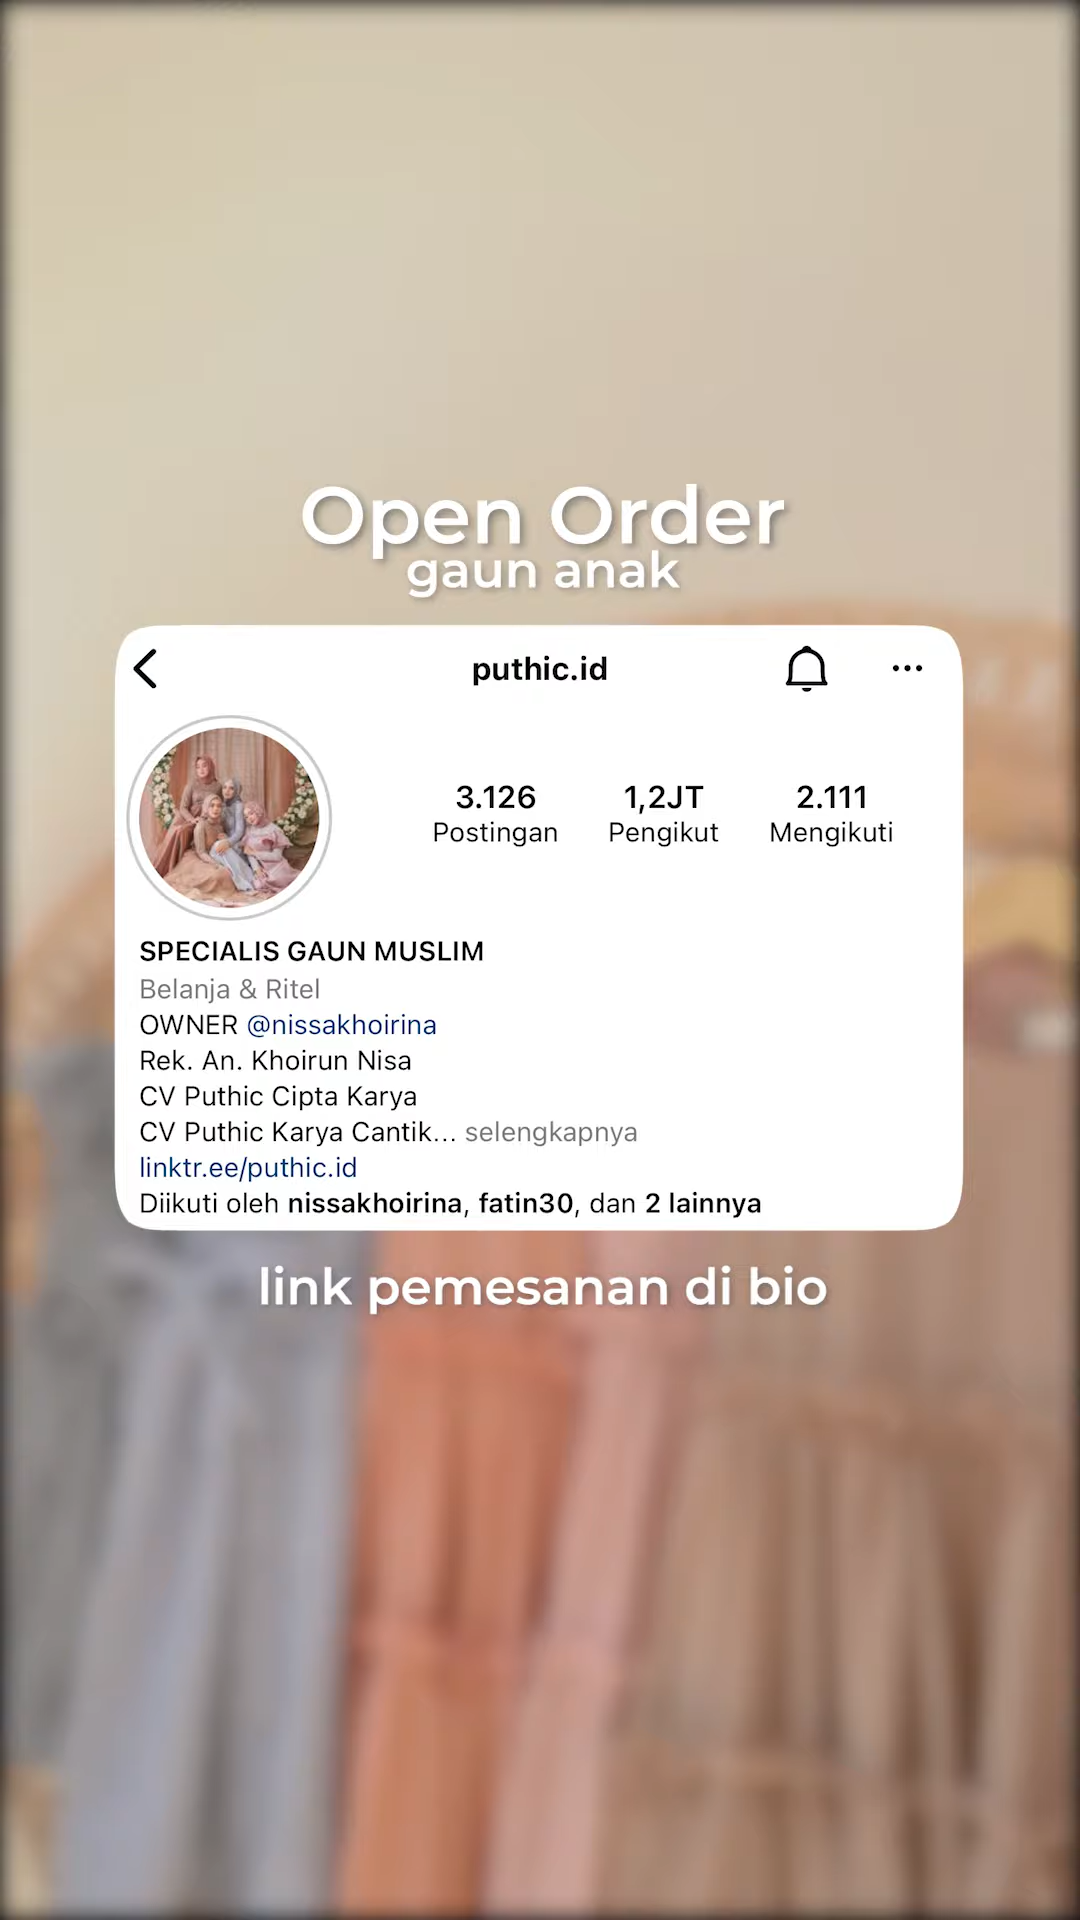 Open Order
gaun anak
puthic.id
3.126 1,2JT 2.111
Postingan Pengikut Mengikuti
SPECIALIS GAUN MUSLIM
Belanja & Ritel
OWNER @nissakhoirina
Rek. An. Khoirun Nisa
CV Puthic Cipta Karya
CV Puthic Karya Cantik... selengkapnya
linktr.ee/puthic.id
Diikuti oleh nissakhoirina, fatin30, dan 2 lainnya
link pemesanan di bio